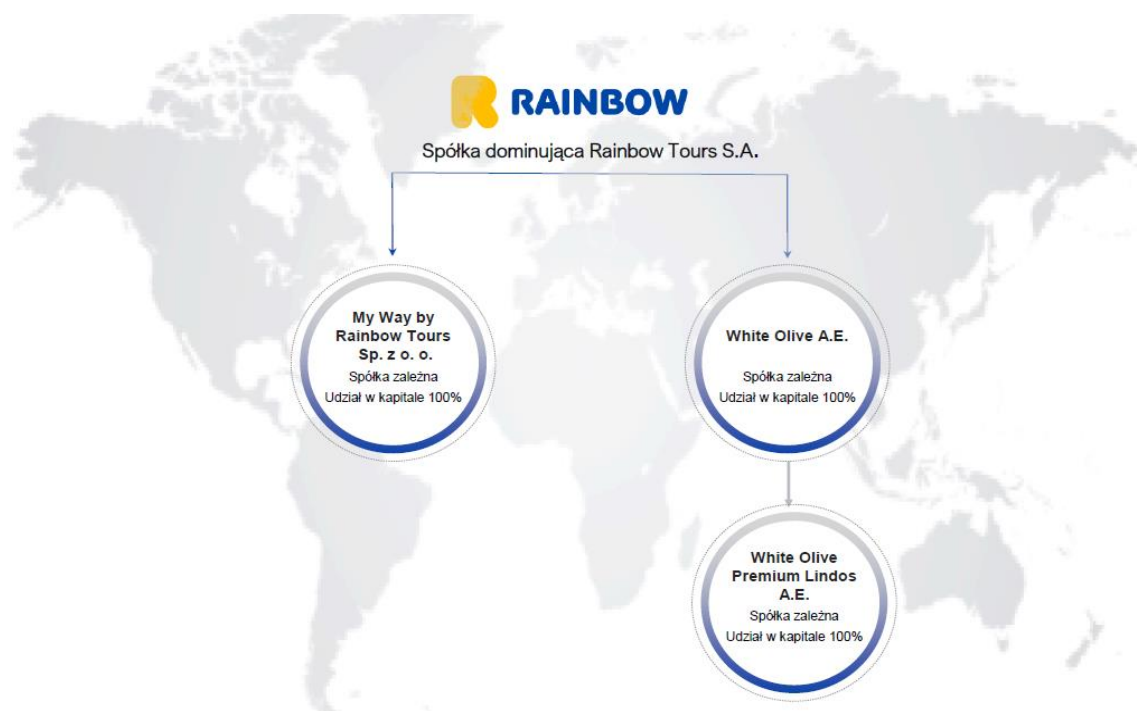 RAINBOW
Spółka dominująca Rainbow Tours S.A.
My Way by
Rainbow Tours
Sp. z o. o.
Spółka zależna
Udział w kapitale 100%
White Olive A.E.
Spółka zależna
Udział w kapitale 100%
White Olive
Premium Lindos
A.E.
Spółka zależna
Udział w kapitale 100%